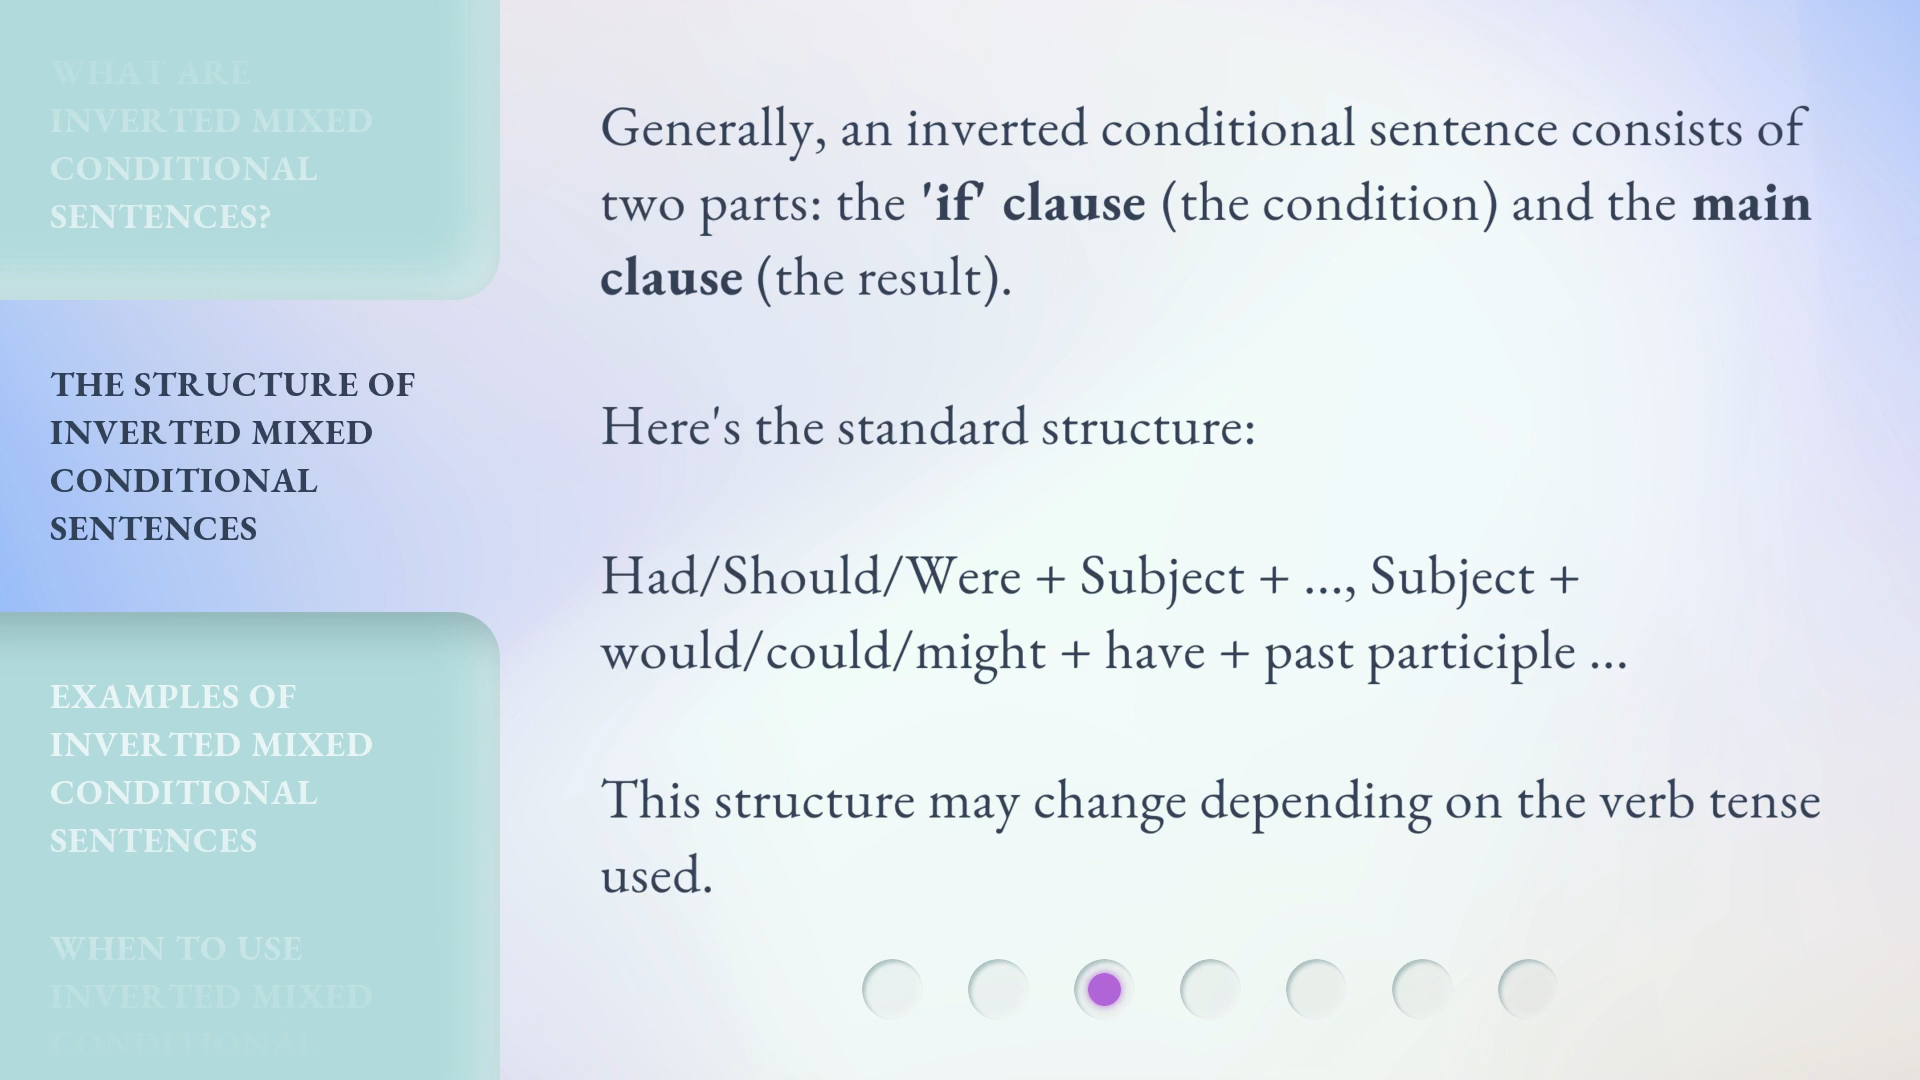 WHAT ARE
INVERTED MIXED
CONDITIONAL
SENTENCES?
THE STRUCTURE OF
INVERTED MIXED
CONDITIONAL
SENTENCES
EXAMPLES OF
INVERTED MIXED
CONDITIONAL
SENTENCES
WHEN TO USE
INVERTED MIXED
CONDITIONAL
Generally, an inverted conditional sentence consists of
two parts: the 'if' clause (the condition) and the main
clause (the result).
Here's the standard structure:
Had/Should/Were + Subject + ..., Subject +
would/could/might + have + past participle ...
This structure may change depending on the verb tense
used.